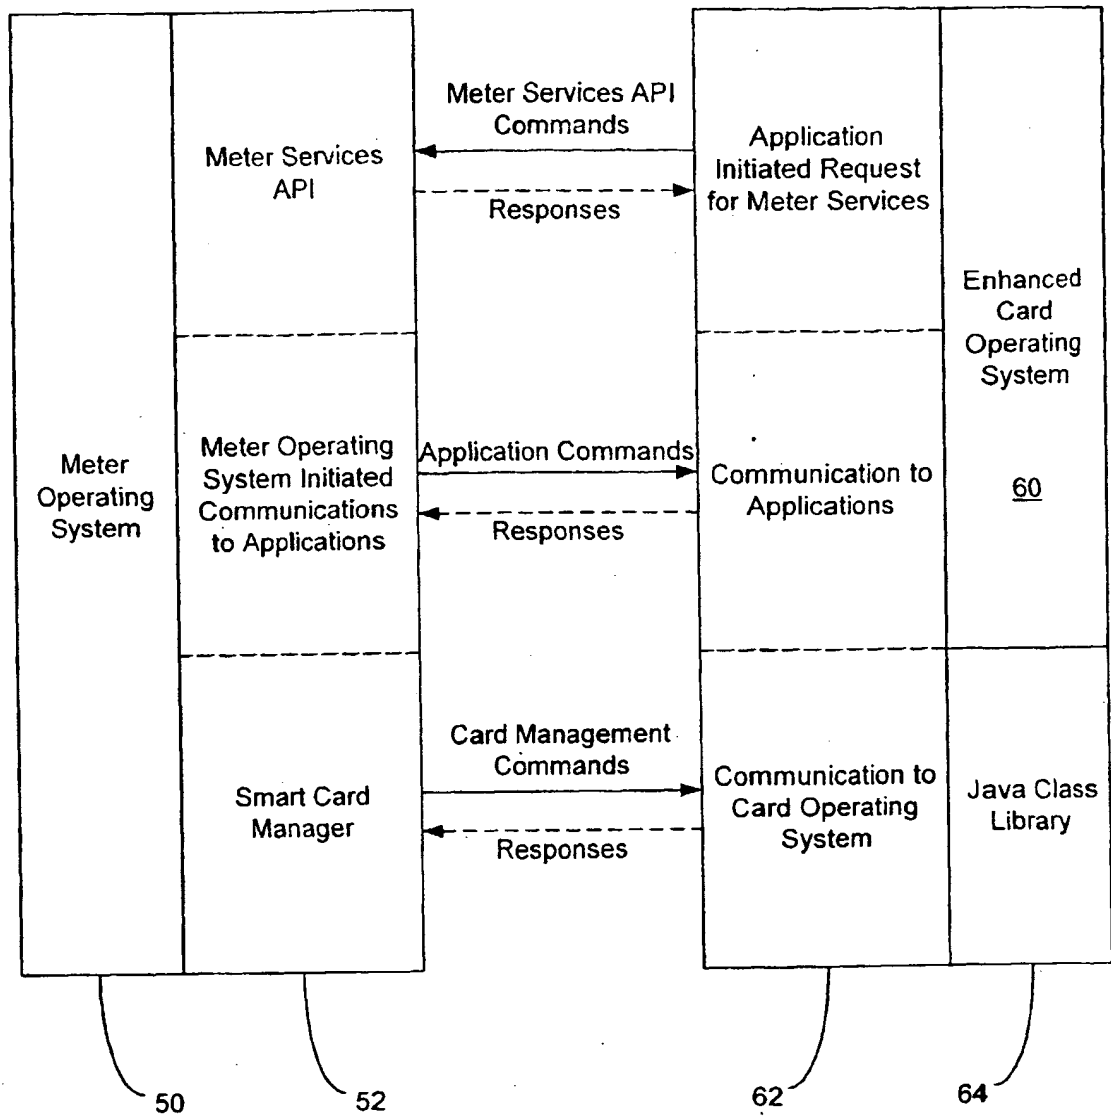 Meter Services API
Commands
Meter Services
API
Responses
Application
Initiated Request
for Meter Services
Enhanced
Card
Operating
System
60
Meter
Operating
System
Meter Operating
System Initiated
Communications
to Applications
Application Commands
Responses
Communication to
Applications
Smart Card
Manager
Card Management
Commands
Responses
Communication to
Card Operating
System
Java Class
Library
50
52
62
64